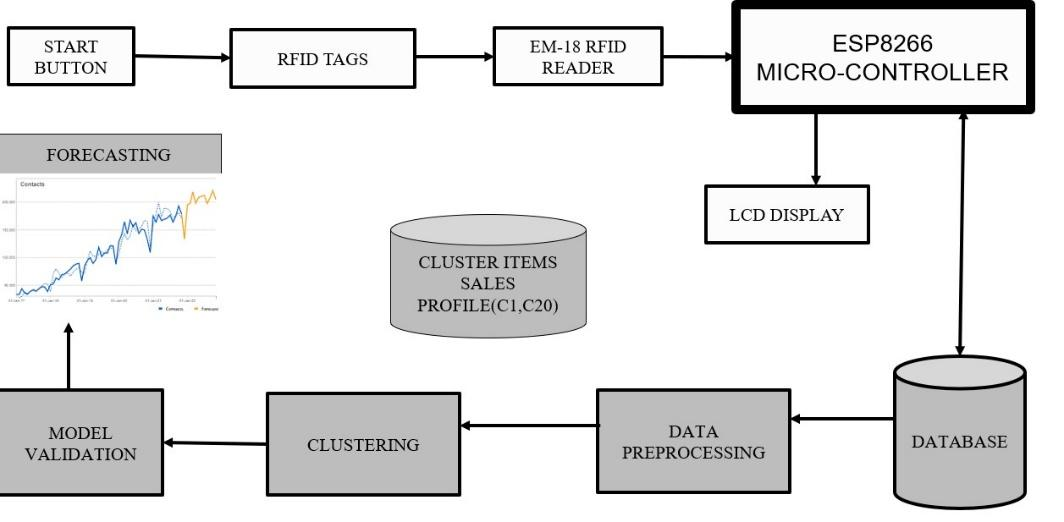 START
BUTTON
RFID TAGS
EM-18 RFID
READER
ESP8266
MICRO-CONTROLLER
FORECASTING
Contacts
LCD DISPLAY
CLUSTER ITEMS
SALES
PROFILE(C1,C20)
Contacts
MODEL
VALIDATION
CLUSTERING
DATA
PREPROCESSING
DATABASE